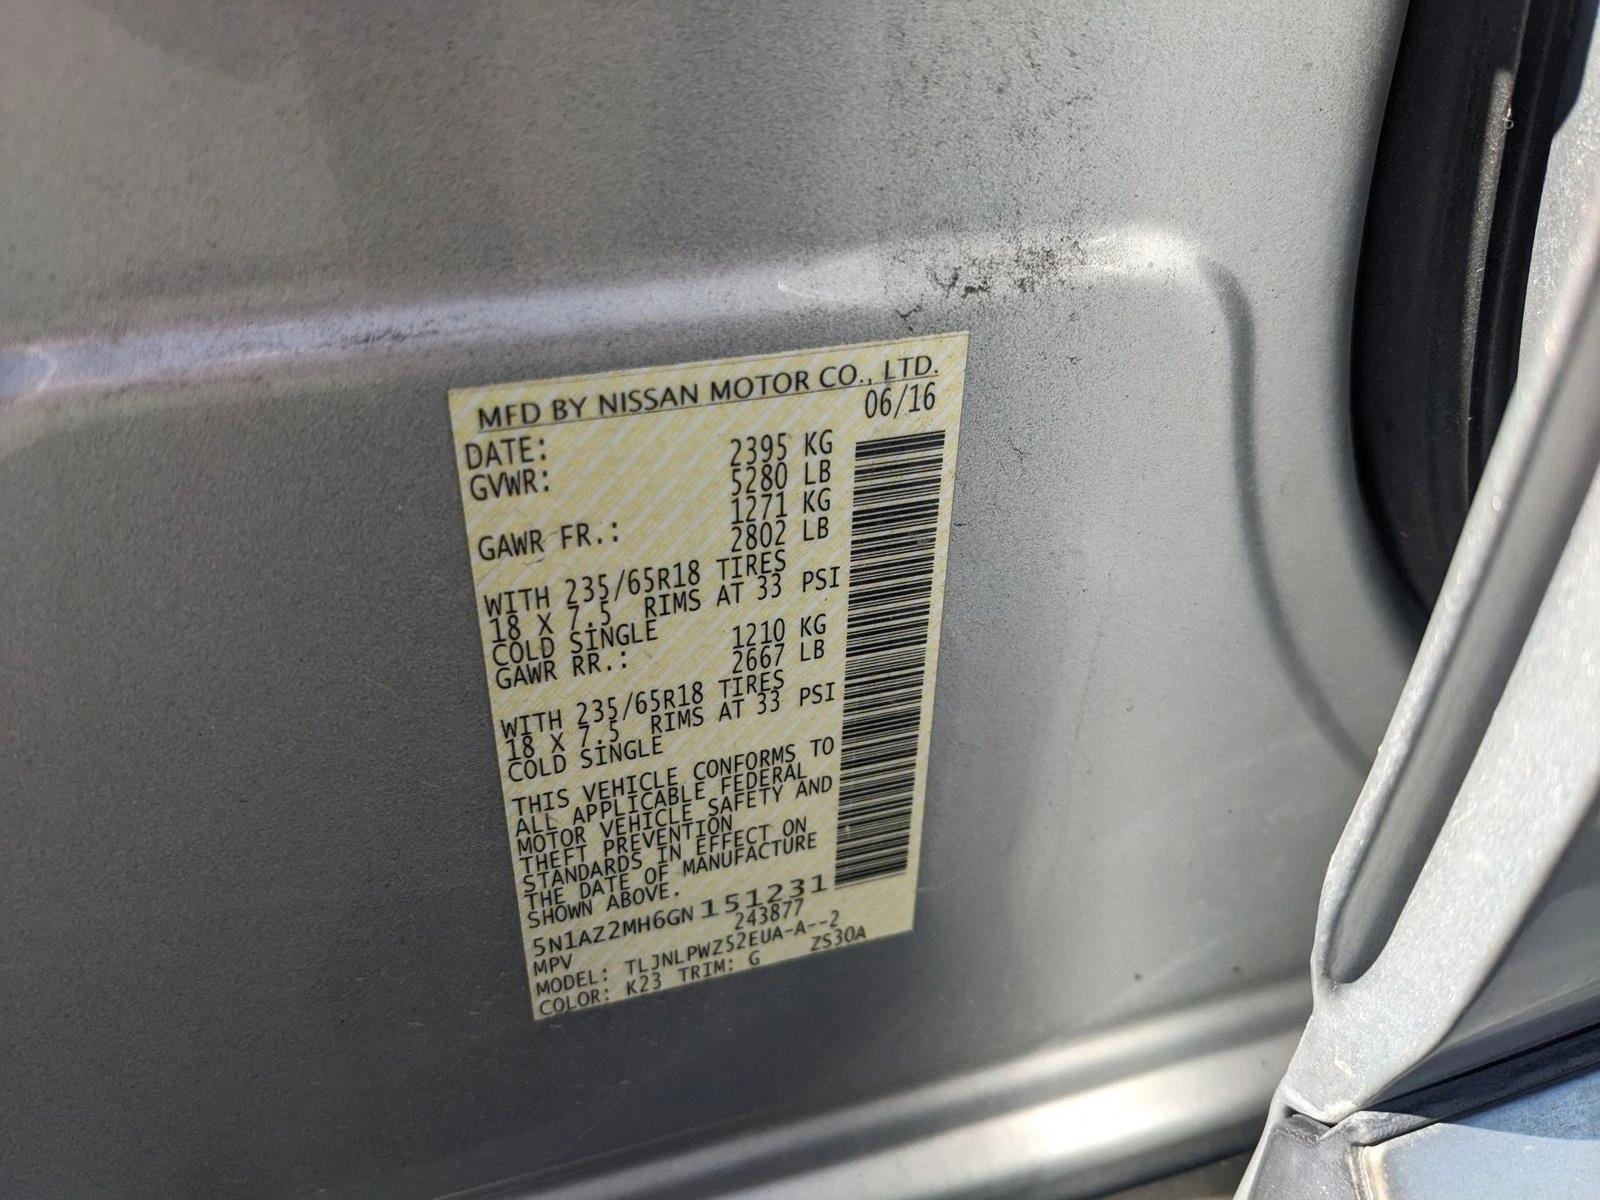 MFD BY NISSAN MOTOR CO., LTD.
DATE: 06/16
GVWR: 2395 KG
5280 LB
GAWR FR.: 1271 KG
2802 LB
WITH 235/65R18 TIRES
18 X 7.5 RIMS AT 33 PSI
COLD SINGLE
GAWR RR.: 1210 KG
2667 LB
WITH 235/65R18 TIRES
18 X 7.5 RIMS AT 33 PSI
COLD SINGLE
THIS VEHICLE CONFORMS TO
ALL APPLICABLE FEDERAL
MOTOR VEHICLE SAFETY AND
THEFT PREVENTION
STANDARDS IN EFFECT ON
THE DATE OF MANUFACTURE
SHOWN ABOVE.
5N1AZ2MH6GN151231
MPV 243877
MODEL: TLJNLPWZ52EUA-A--2
COLOR: K23 TRIM: G ZS30A